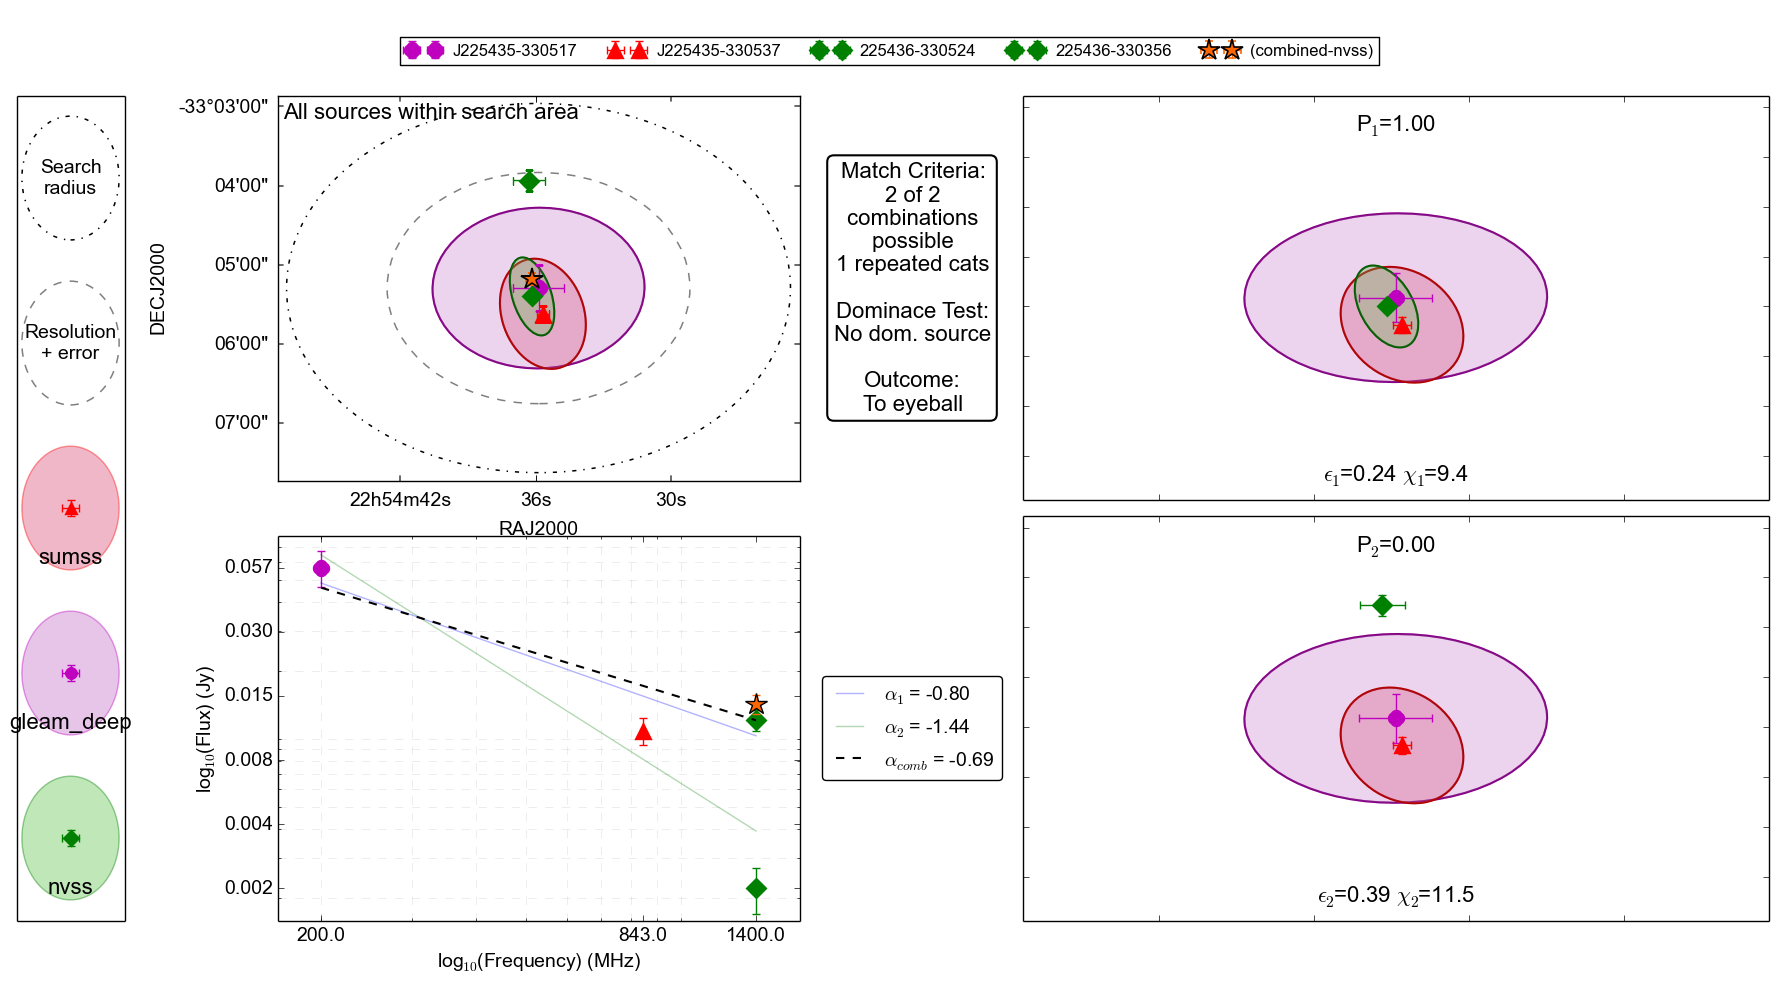 J225435-330517
J225435-330537
225436-330524
225436-330356
(combined-nvss)
Search
radius
Resolution
+ error
sumss
gleam_deep
nvss
All sources within search area
-33°03'00"
04'00"
05'00"
06'00"
07'00"
DECJ2000
22h54m42s
36s
30s
RAJ2000
Match Criteria:
2 of 2
combinations
possible
1 repeated cats
Dominace Test:
No dom. source
Outcome:
To eyeball
P₁=1.00
ϵ₁=0.24 χ₁=9.4
P₂=0.00
ϵ₂=0.39 χ₂=11.5
0.057
0.030
0.015
0.008
0.004
0.002
log₁₀(Flux) (Jy)
200.0
843.0
1400.0
log₁₀(Frequency) (MHz)
α₁ = -0.80
α₂ = -1.44
α_comb = -0.69